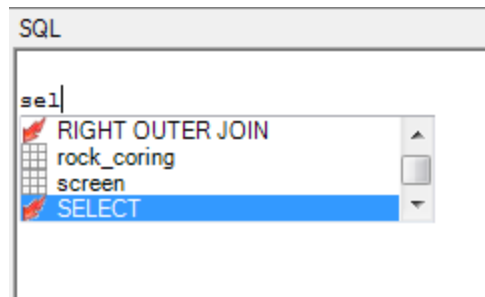 SQL
sel
RIGHT OUTER JOIN
rock_coring
screen
SELECT